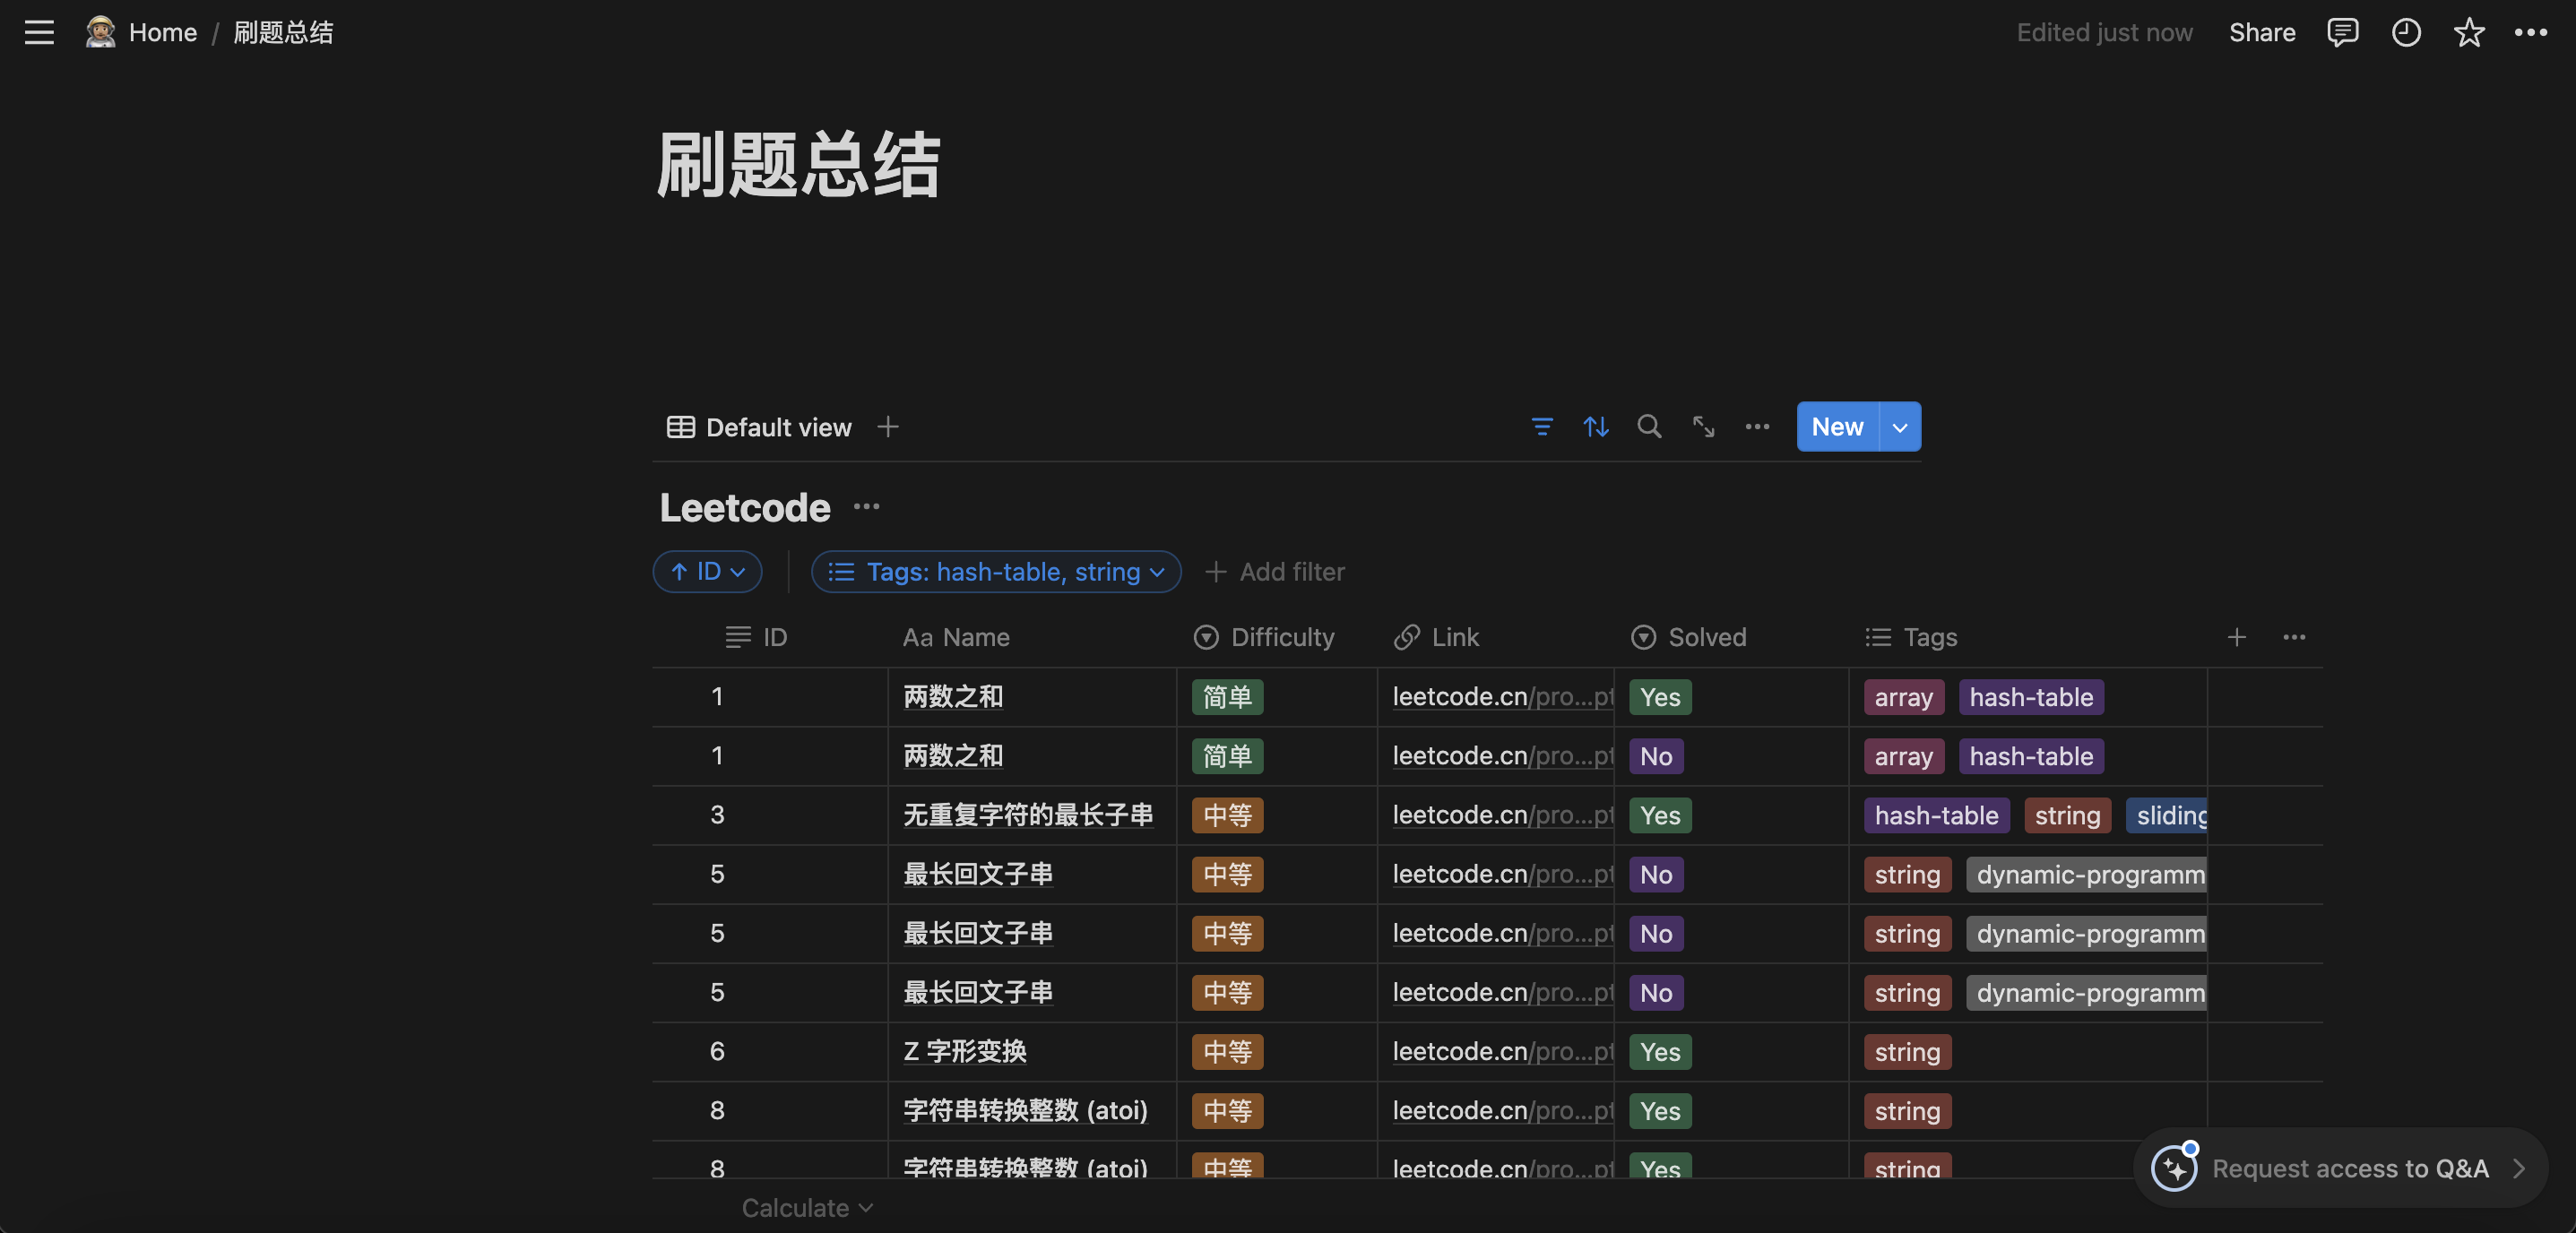 Home / 刷题总结 Edited just now Share
刷题总结
Default view New
Leetcode
ID Tags: hash-table, string Add filter
ID Aa Name Difficulty Link Solved Tags
1 两数之和 简单 leetcode.cn/pro...pt Yes array hash-table
1 两数之和 简单 leetcode.cn/pro...pt No array hash-table
3 无重复字符的最长子串 中等 leetcode.cn/pro...pt Yes hash-table string sliding
5 最长回文子串 中等 leetcode.cn/pro...pt No string dynamic-programm
5 最长回文子串 中等 leetcode.cn/pro...pt No string dynamic-programm
5 最长回文子串 中等 leetcode.cn/pro...pt No string dynamic-programm
6 Z 字形变换 中等 leetcode.cn/pro...pt Yes string
8 字符串转换整数 (atoi) 中等 leetcode.cn/pro...pt Yes string
8 字符串转换整数 (atoi) 中等 leetcode.cn/pro...pt Yes string
Request access to Q&A
Calculate